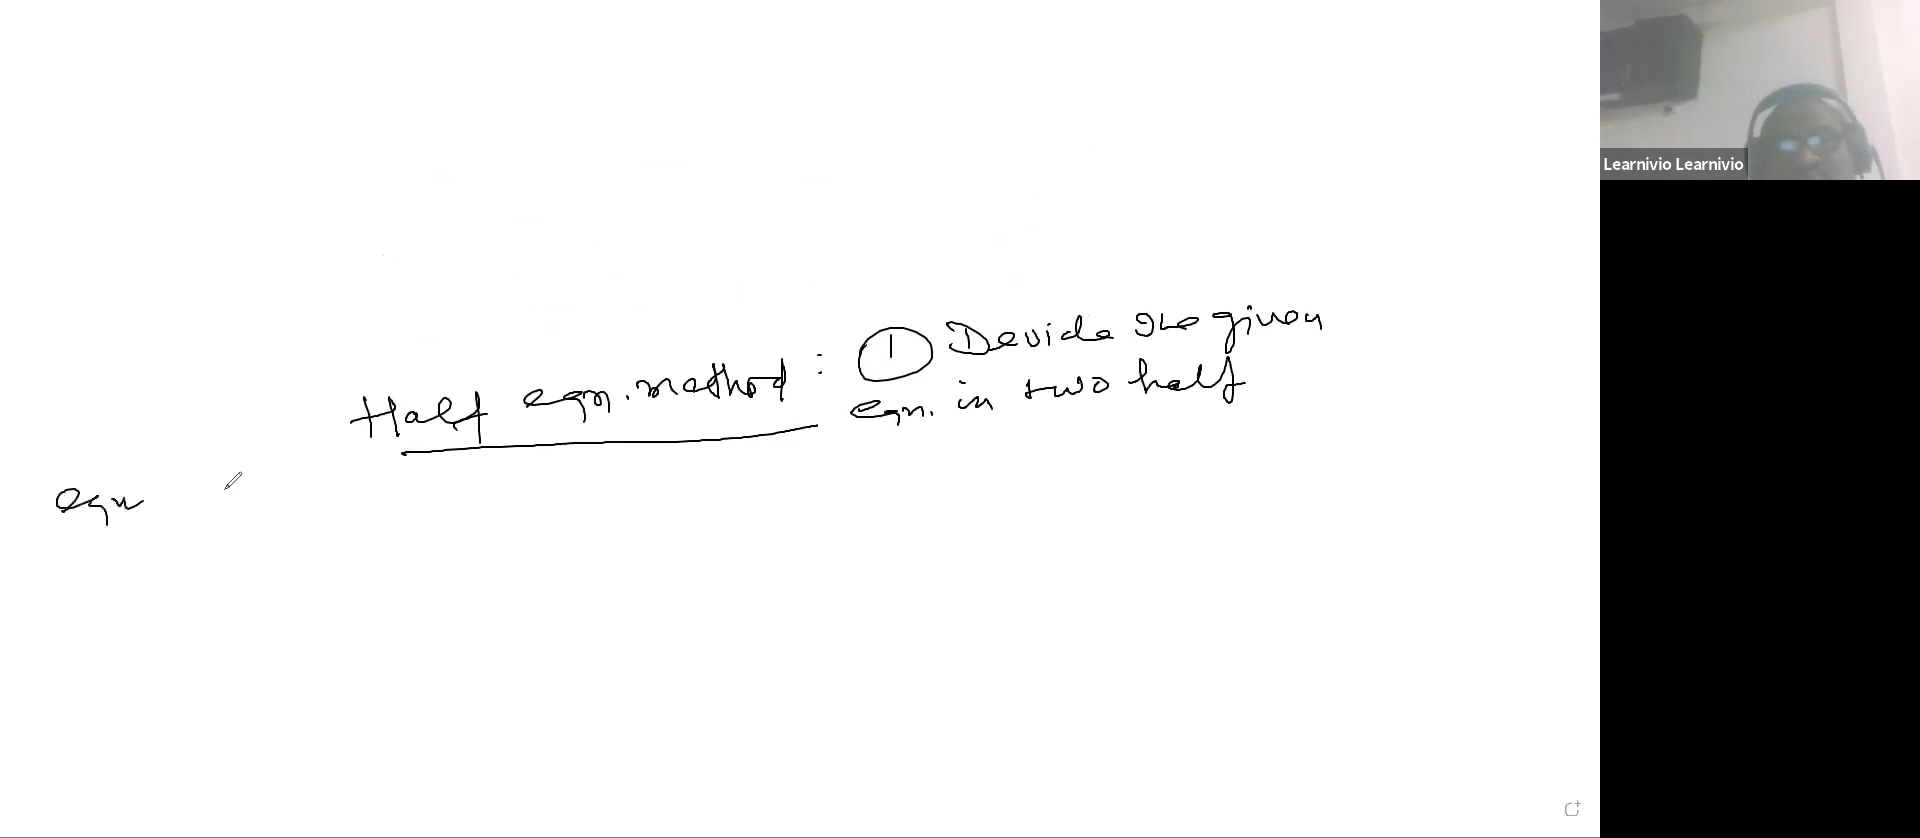 Half eqn. method : ① Devide the given
eqn. in two half
eqn
Learnivio Learnivio